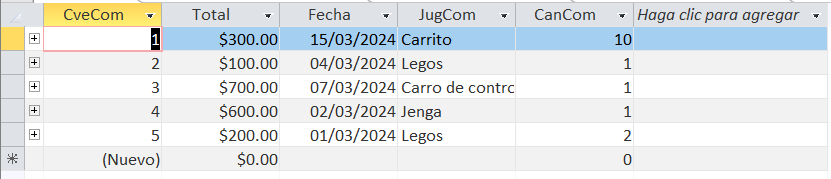 CveCom Total Fecha JugCom CanCom Haga clic para agregar
1 $300.00 15/03/2024 Carrito 10
2 $100.00 04/03/2024 Legos 1
3 $700.00 07/03/2024 Carro de contro 1
4 $600.00 02/03/2024 Jenga 1
5 $200.00 01/03/2024 Legos 2
(Nuevo) $0.00 0